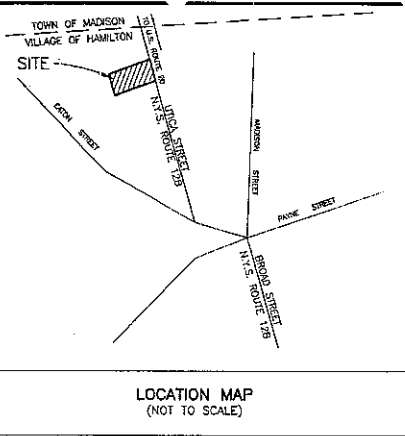 TOWN OF MADISON
VILLAGE OF HAMILTON
TO U.S. ROUTE 20
SITE
UTICA STREET
N.Y.S. ROUTE 12B
EATON STREET
MADISON STREET
PAYNE STREET
BROAD STREET
N.Y.S. ROUTE 12B
LOCATION MAP
(NOT TO SCALE)